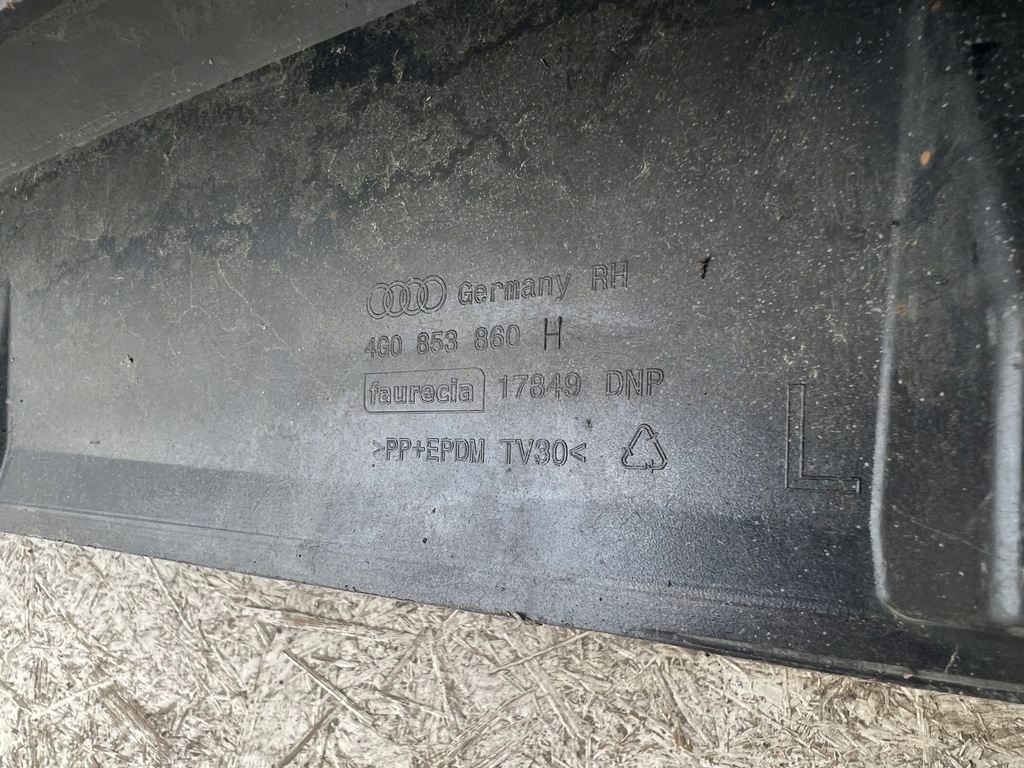 Germany RH
4G0 853 860 H
faurecia 17849 DNP
>PP+EPDM TV30<
L